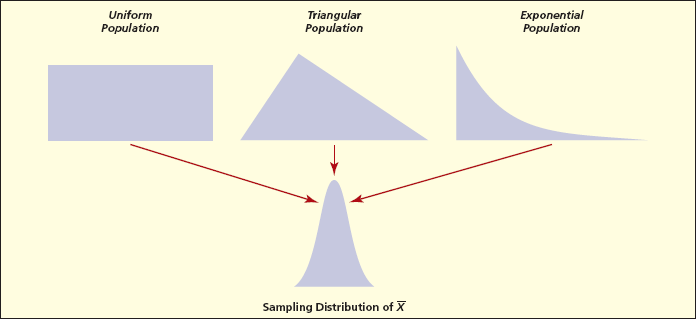 Uniform
Population
Triangular
Population
Exponential
Population
Sampling Distribution of X̅